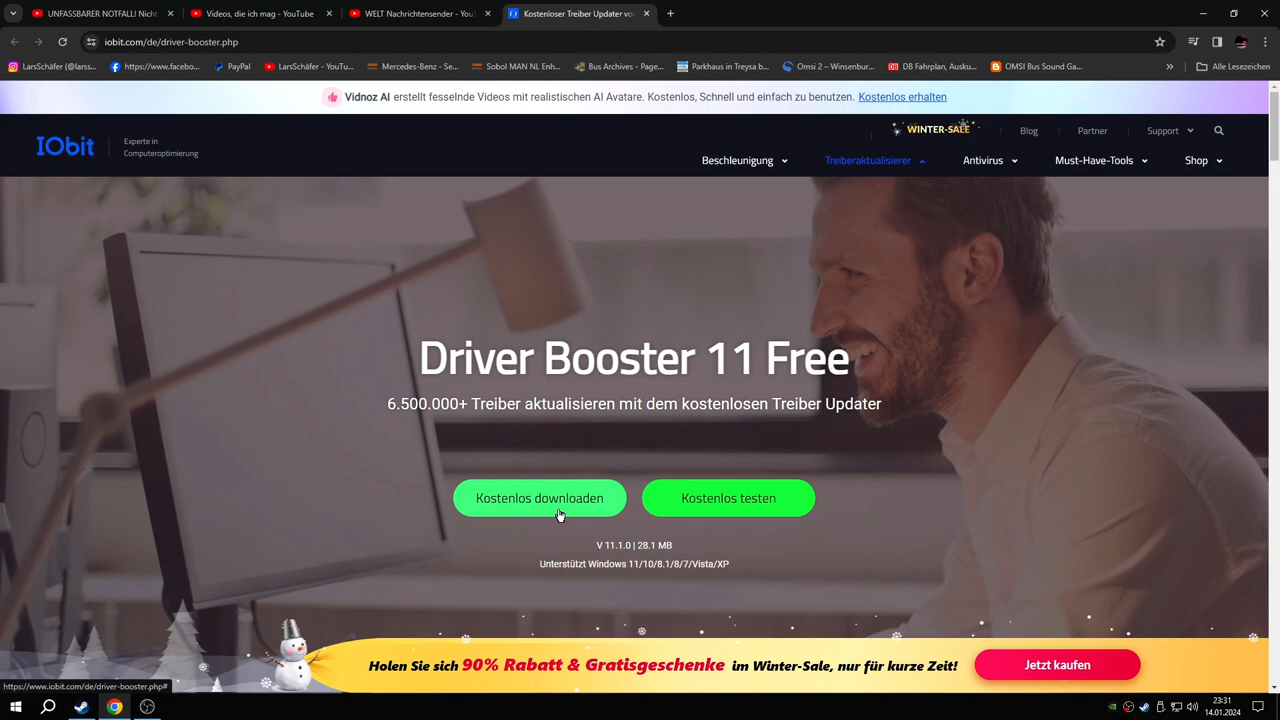 UNFASSBARER NOTFALL! Nicht
Videos, die ich mag - YouTube
WELT Nachrichtensender - You
Kostenloser Treiber Updater vo
iobit.com/de/driver-booster.php
LarsSchäfer (@larss...
https://www.facebo...
PayPal
LarsSchäfer - YouTu...
Mercedes-Benz - Se...
Sobol MAN NL Enh...
Bus Archives - Page...
Parkhaus in Treysa b...
Omsi 2 – Winsenbur...
DB Fahrplan, Ausku...
OMSI Bus Sound Ga...
»
Alle Lesezeichen
Vidnoz AI erstellt fesselnde Videos mit realistischen AI Avatare. Kostenlos, Schnell und einfach zu benutzen. Kostenlos erhalten
IObit
Experte in
Computeroptimierung
WINTER-SALE
Blog
Partner
Support
Beschleunigung
Treiberaktualisierer
Antivirus
Must-Have-Tools
Shop
Driver Booster 11 Free
6.500.000+ Treiber aktualisieren mit dem kostenlosen Treiber Updater
Kostenlos downloaden
Kostenlos testen
V 11.1.0 | 28.1 MB
Unterstützt Windows 11/10/8.1/8/7/Vista/XP
Holen Sie sich 90% Rabatt & Gratisgeschenke im Winter-Sale, nur für kurze Zeit!
Jetzt kaufen
https://www.iobit.com/de/driver-booster.php#
23:31
14.01.2024